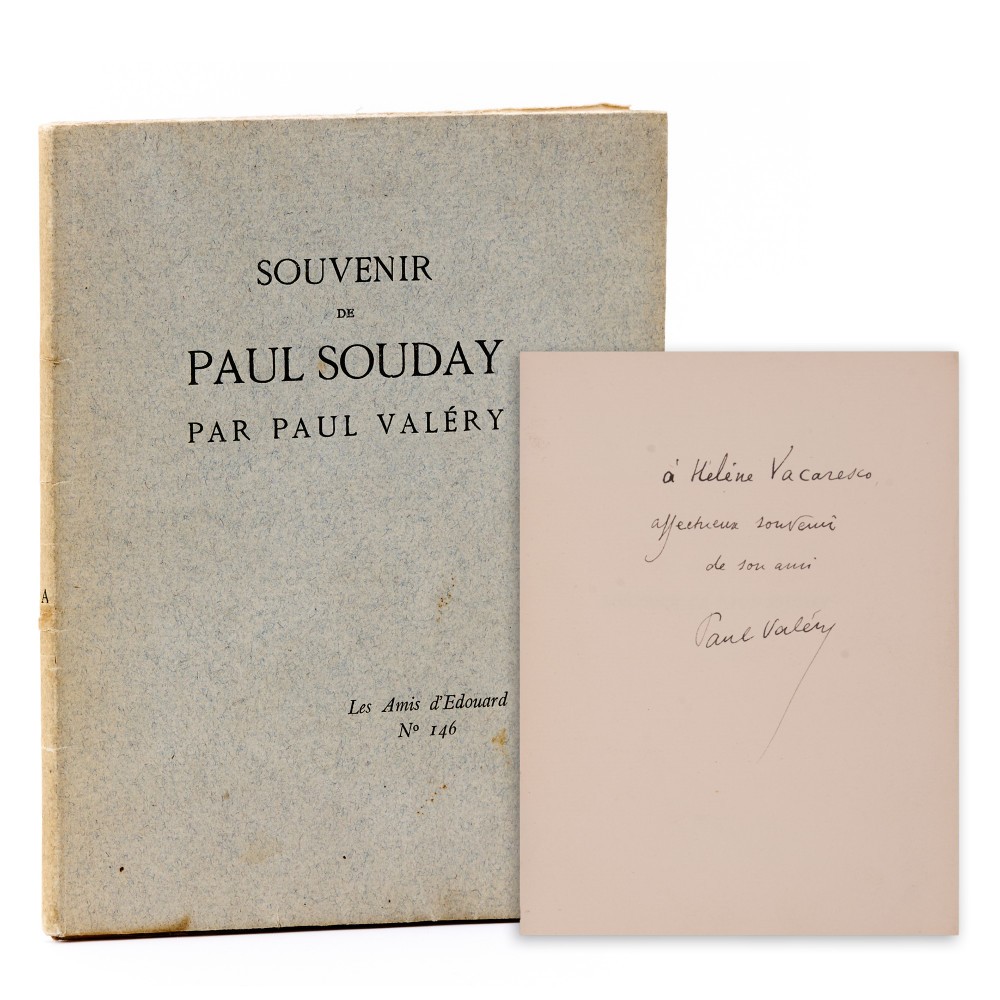 SOUVENIR
DE
PAUL SOUDAY
PAR PAUL VALÉRY
Les Amis d'Edouard
Nº 146
A
à Hélène Vacaresco,
affectueux souvenir
de son ami
Paul Valéry